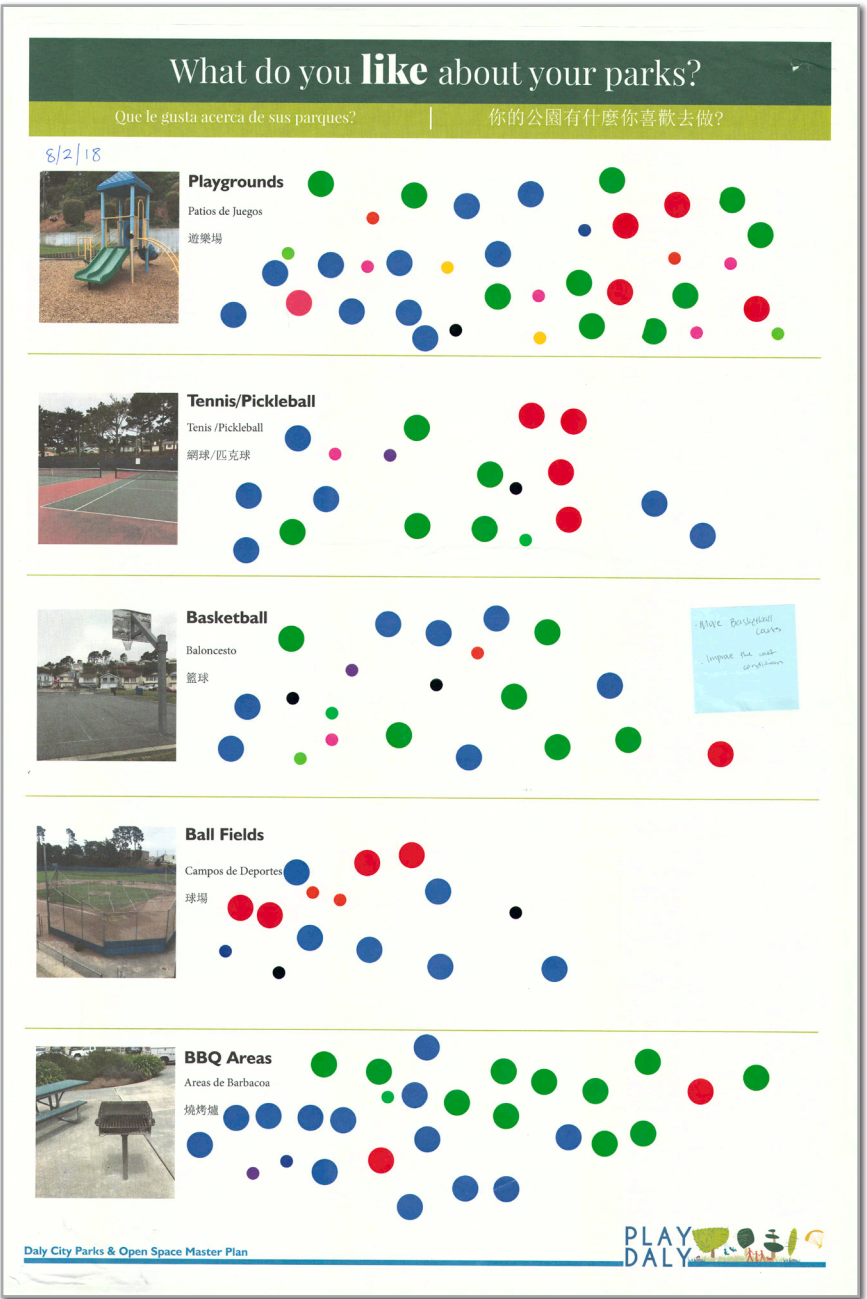 What do you like about your parks?
Que le gusta acerca de sus parques?
你的公園有什麼你喜歡去做?
8/2/18
Playgrounds
Patios de Juegos
遊樂場
Tennis/Pickleball
Tenis /Pickleball
網球/匹克球
Basketball
Baloncesto
籃球
· More Basketball
courts
· Improve the court
condition
Ball Fields
Campos de Deportes
球場
BBQ Areas
Areas de Barbacoa
燒烤爐
Daly City Parks & Open Space Master Plan
PLAY
DALY